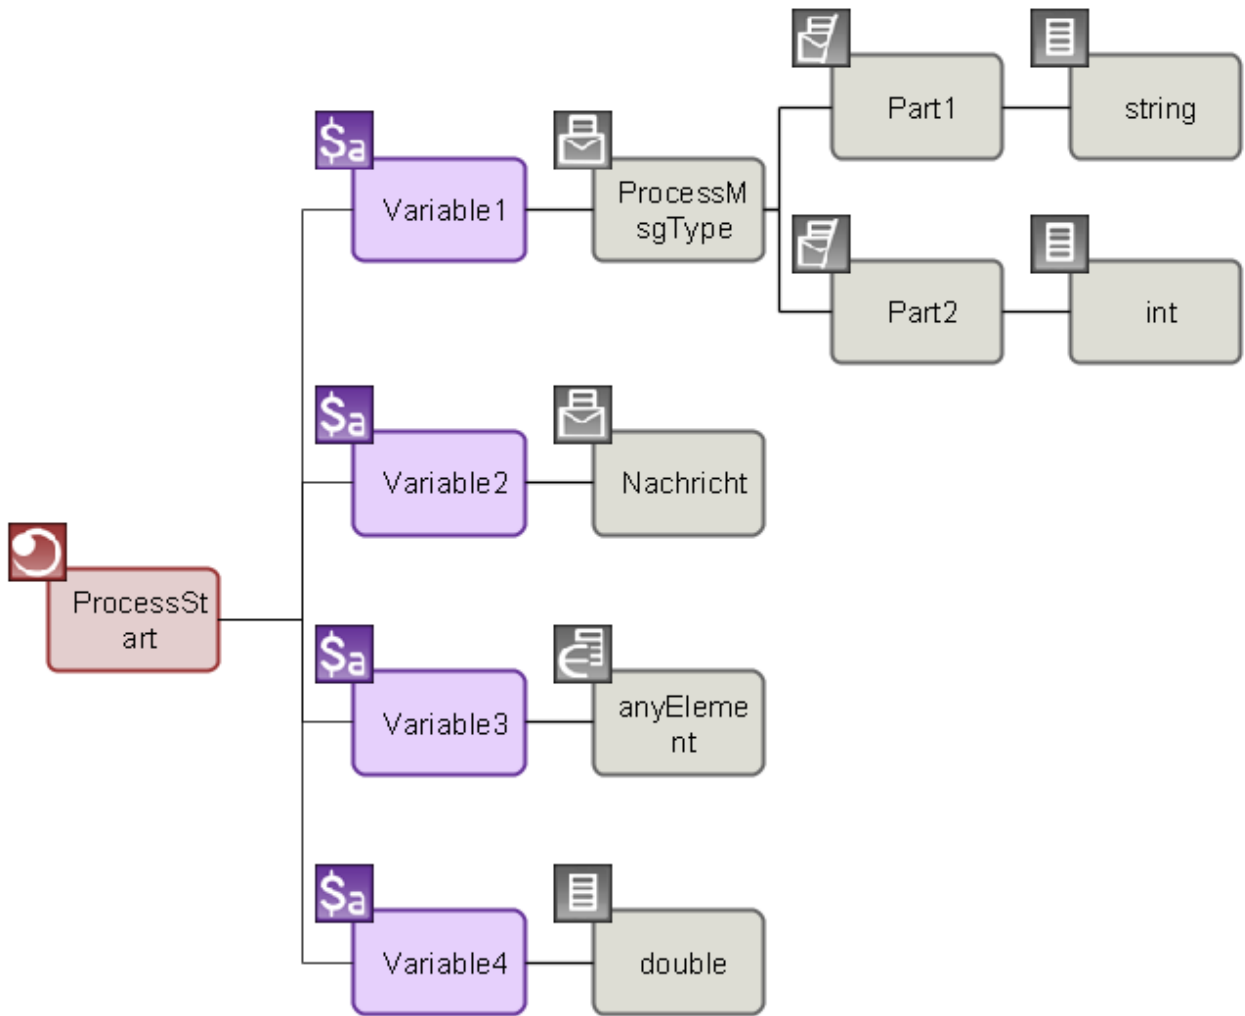 Part1
string
$a
Variable1
ProcessM
sgType
Part2
int
$a
Variable2
Nachricht
ProcessSt
art
$a
Variable3
anyEleme
nt
$a
Variable4
double